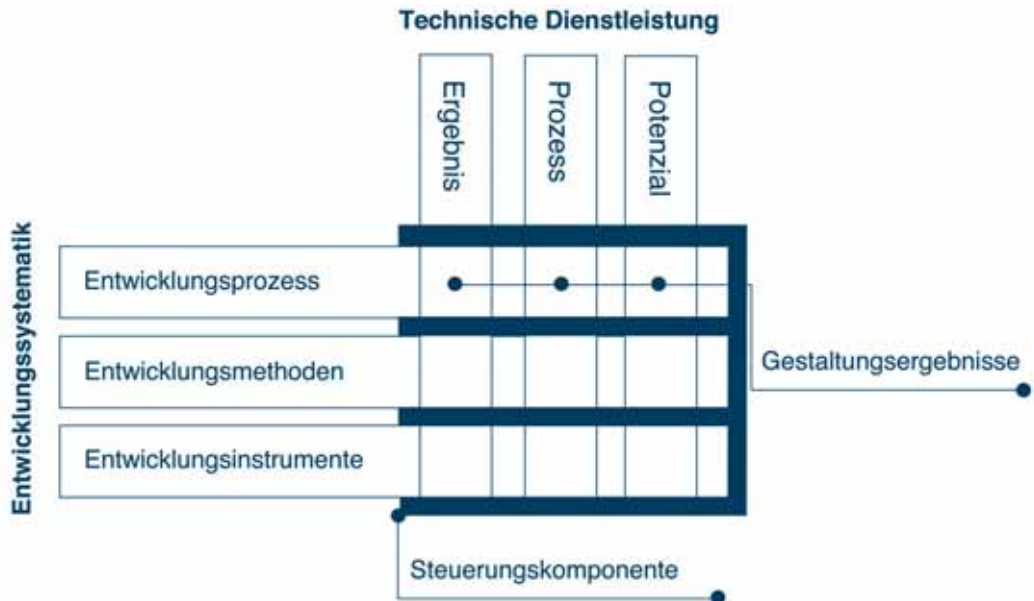 Technische Dienstleistung
Ergebnis
Prozess
Potenzial
Entwicklungssystematik
Entwicklungsprozess
Entwicklungsmethoden
Entwicklungsinstrumente
Gestaltungsergebnisse
Steuerungskomponente